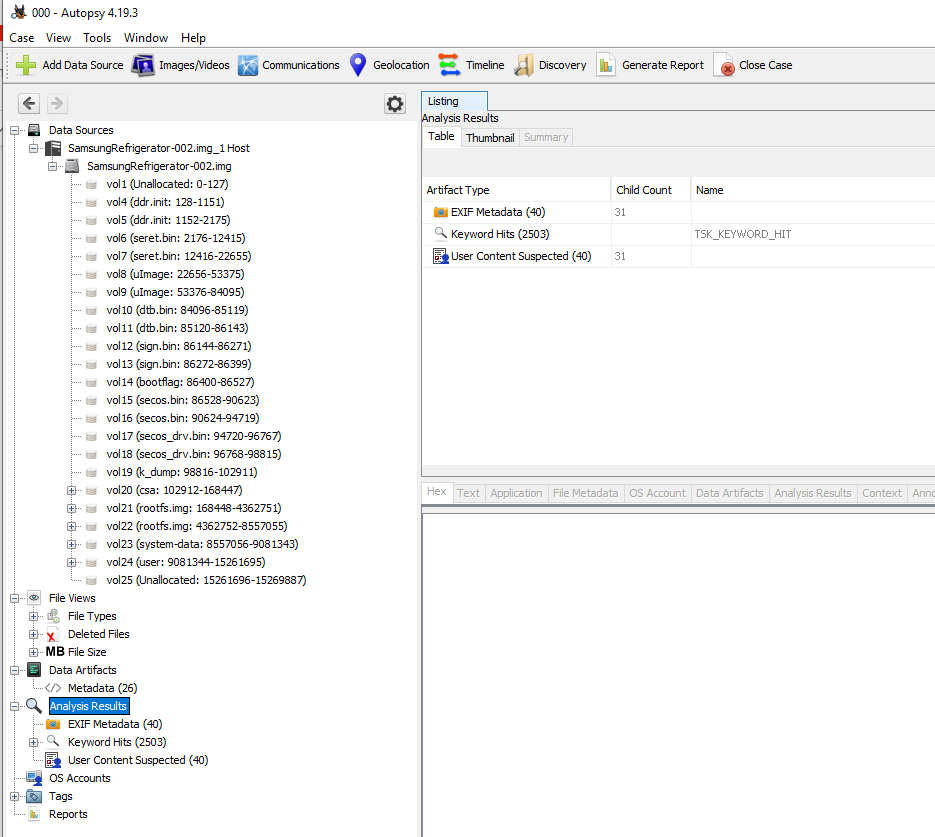 000 - Autopsy 4.19.3
Case View Tools Window Help
Add Data Source Images/Videos Communications Geolocation Timeline Discovery Generate Report Close Case
Data Sources
SamsungRefrigerator-002.img_1 Host
SamsungRefrigerator-002.img
vol1 (Unallocated: 0-127)
vol4 (ddr.init: 128-1151)
vol5 (ddr.init: 1152-2175)
vol6 (seret.bin: 2176-12415)
vol7 (seret.bin: 12416-22655)
vol8 (uImage: 22656-53375)
vol9 (uImage: 53376-84095)
vol10 (dtb.bin: 84096-85119)
vol11 (dtb.bin: 85120-86143)
vol12 (sign.bin: 86144-86271)
vol13 (sign.bin: 86272-86399)
vol14 (bootflag: 86400-86527)
vol15 (secos.bin: 86528-90623)
vol16 (secos.bin: 90624-94719)
vol17 (secos_drv.bin: 94720-96767)
vol18 (secos_drv.bin: 96768-98815)
vol19 (k_dump: 98816-102911)
vol20 (csa: 102912-168447)
vol21 (rootfs.img: 168448-4362751)
vol22 (rootfs.img: 4362752-8557055)
vol23 (system-data: 8557056-9081343)
vol24 (user: 9081344-15261695)
vol25 (Unallocated: 15261696-15269887)
File Views
File Types
Deleted Files
MB File Size
Data Artifacts
Metadata (26)
Analysis Results
EXIF Metadata (40)
Keyword Hits (2503)
User Content Suspected (40)
OS Accounts
Tags
Reports
Listing
Analysis Results
Table Thumbnail Summary
Artifact Type Child Count Name
EXIF Metadata (40) 31
Keyword Hits (2503) TSK_KEYWORD_HIT
User Content Suspected (40) 31
Hex Text Application File Metadata OS Account Data Artifacts Analysis Results Context Anno